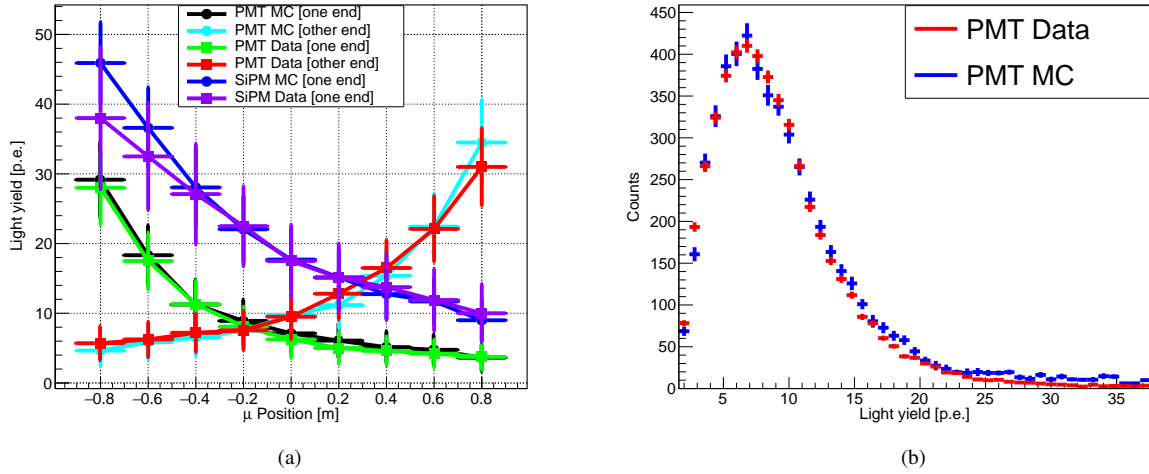 PMT MC [one end]
PMT MC [other end]
PMT Data [one end]
PMT Data [other end]
SiPM MC [one end]
SiPM Data [one end]
Light yield [p.e.]
50
40
30
20
10
0
−0.8 −0.6 −0.4 −0.2 0 0.2 0.4 0.6 0.8
μ Position [m]
(a)
PMT Data
PMT MC
Counts
450
400
350
300
250
200
150
100
50
0
5 10 15 20 25 30 35
Light yield [p.e.]
(b)